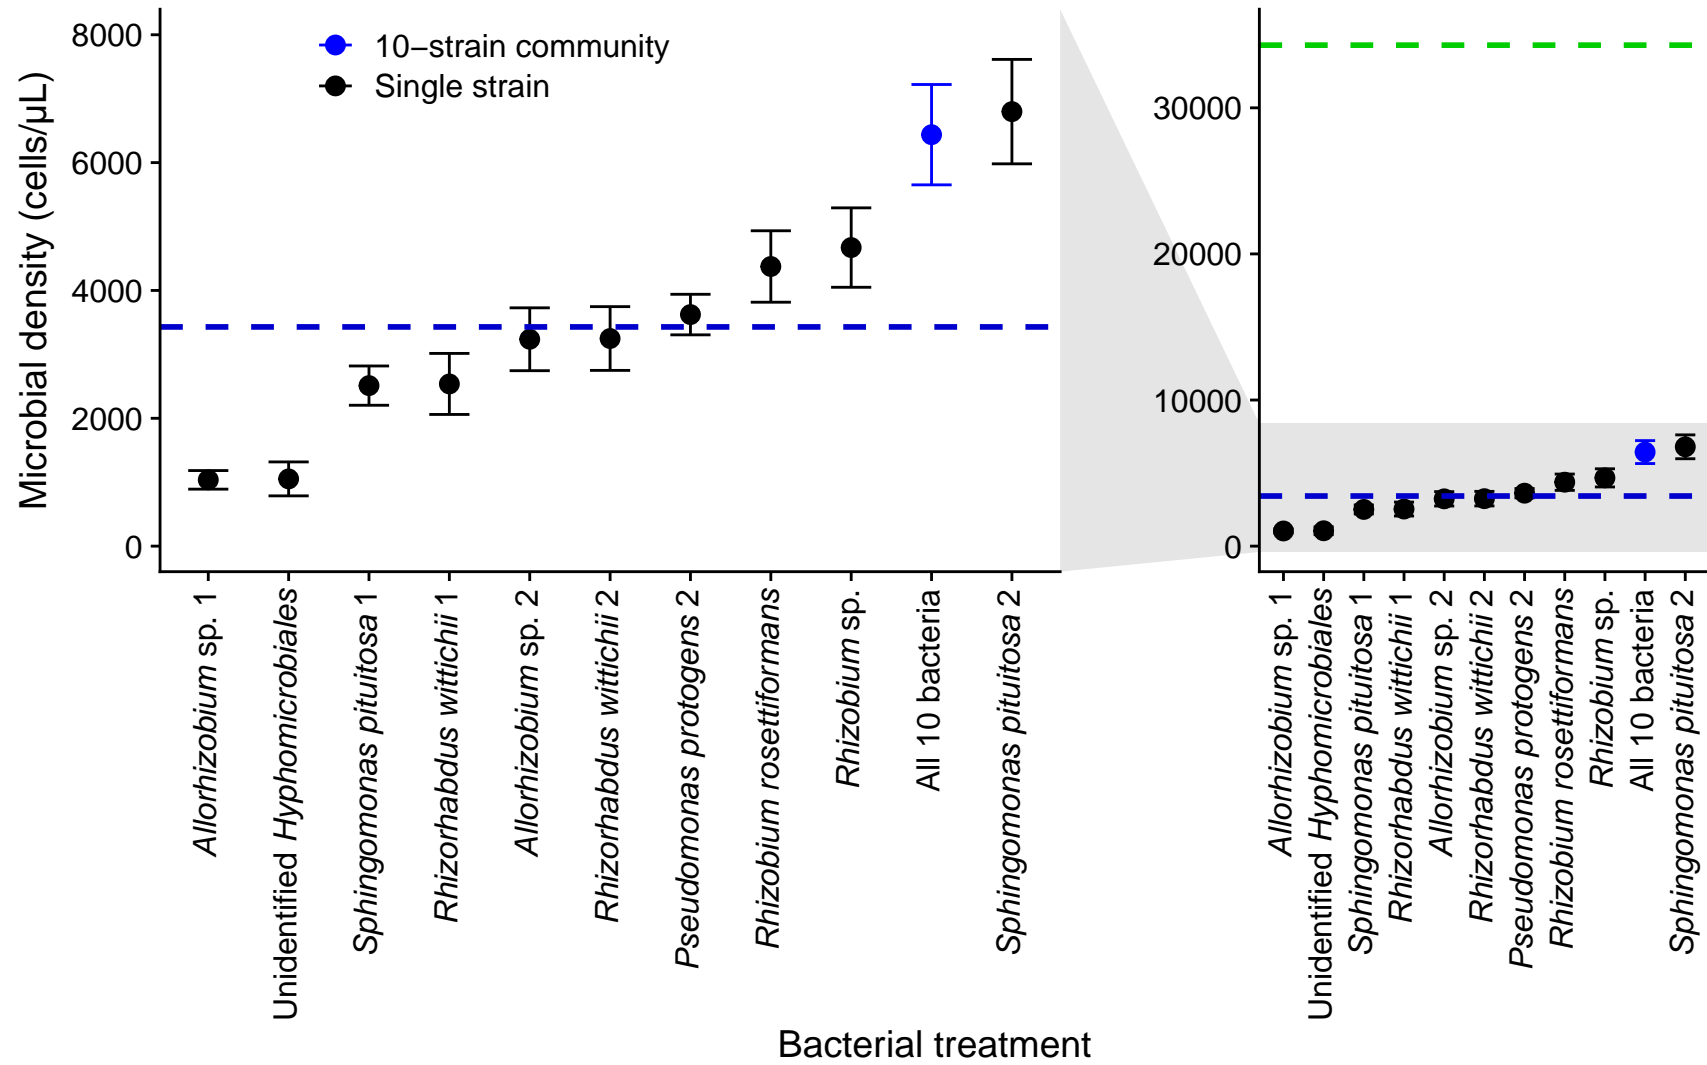 Microbial density (cells/µL)
8000
6000
4000
2000
0
10−strain community
Single strain
Allorhizobium sp. 1
Unidentified Hyphomicrobiales
Sphingomonas pituitosa 1
Rhizorhabdus wittichii 1
Allorhizobium sp. 2
Rhizorhabdus wittichii 2
Pseudomonas protogens 2
Rhizobium rosettiformans
Rhizobium sp.
All 10 bacteria
Sphingomonas pituitosa 2
30000
20000
10000
0
Allorhizobium sp. 1
Unidentified Hyphomicrobiales
Sphingomonas pituitosa 1
Rhizorhabdus wittichii 1
Allorhizobium sp. 2
Rhizorhabdus wittichii 2
Pseudomonas protogens 2
Rhizobium rosettiformans
Rhizobium sp.
All 10 bacteria
Sphingomonas pituitosa 2
Bacterial treatment